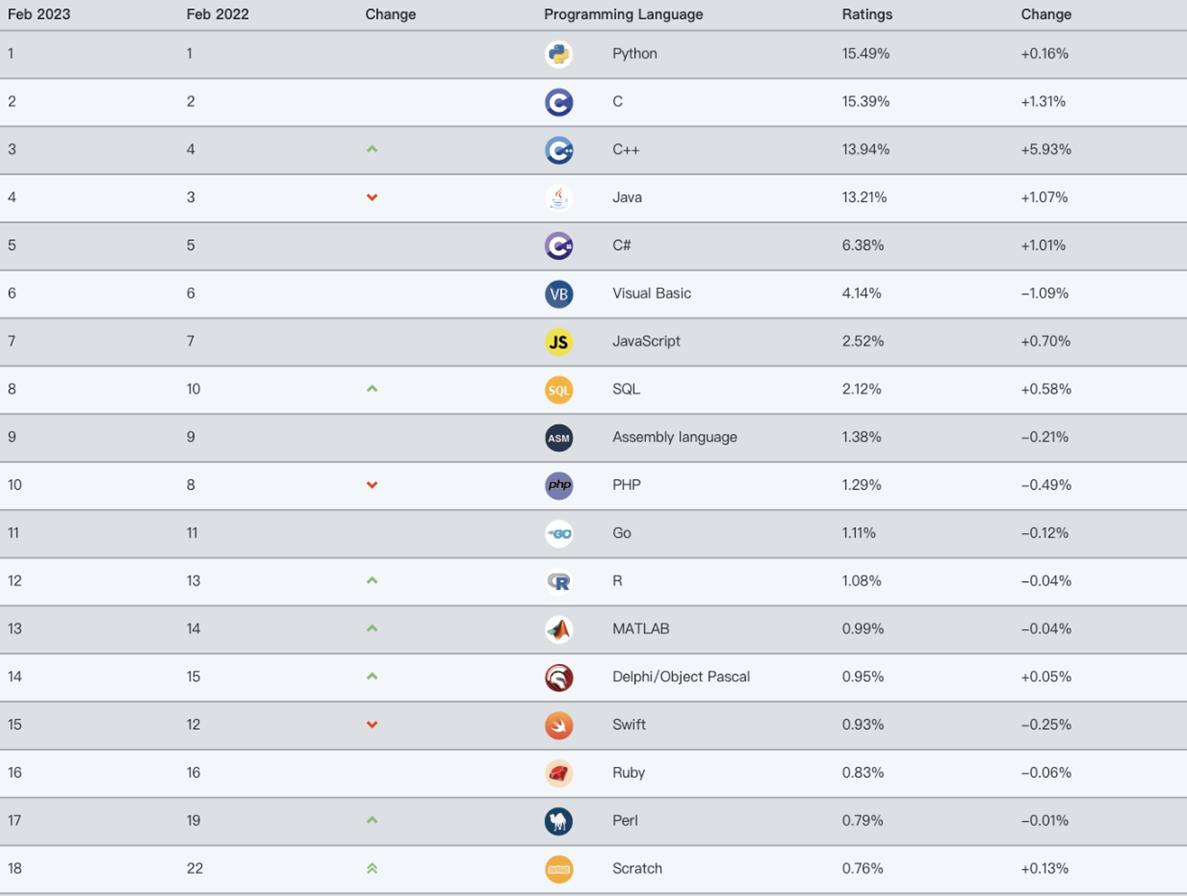 Feb 2023 Feb 2022 Change Programming Language Ratings Change
1 1 Python 15.49% +0.16%
2 2 C C 15.39% +1.31%
3 4 C C++ 13.94% +5.93%
4 3 Java 13.21% +1.07%
5 5 C C# 6.38% +1.01%
6 6 VB Visual Basic 4.14% −1.09%
7 7 JS JavaScript 2.52% +0.70%
8 10 SQL SQL 2.12% +0.58%
9 9 ASM Assembly language 1.38% −0.21%
10 8 php PHP 1.29% −0.49%
11 11 GO Go 1.11% −0.12%
12 13 R R 1.08% −0.04%
13 14 MATLAB 0.99% −0.04%
14 15 Delphi/Object Pascal 0.95% +0.05%
15 12 Swift 0.93% −0.25%
16 16 Ruby 0.83% −0.06%
17 19 Perl 0.79% −0.01%
18 22 Scratch 0.76% +0.13%